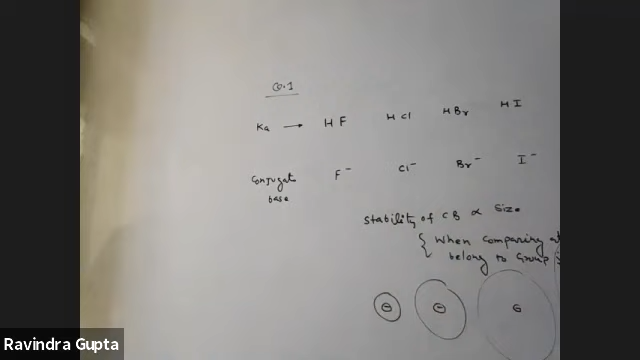 Q.1
Ka → HF HCl HBr HI
Conjugate base F⁻ Cl⁻ Br⁻ I⁻
Stability of CB ∝ Size
{ When comparing
belong to Group
⊖ ⊖ ⊖
Ravindra Gupta